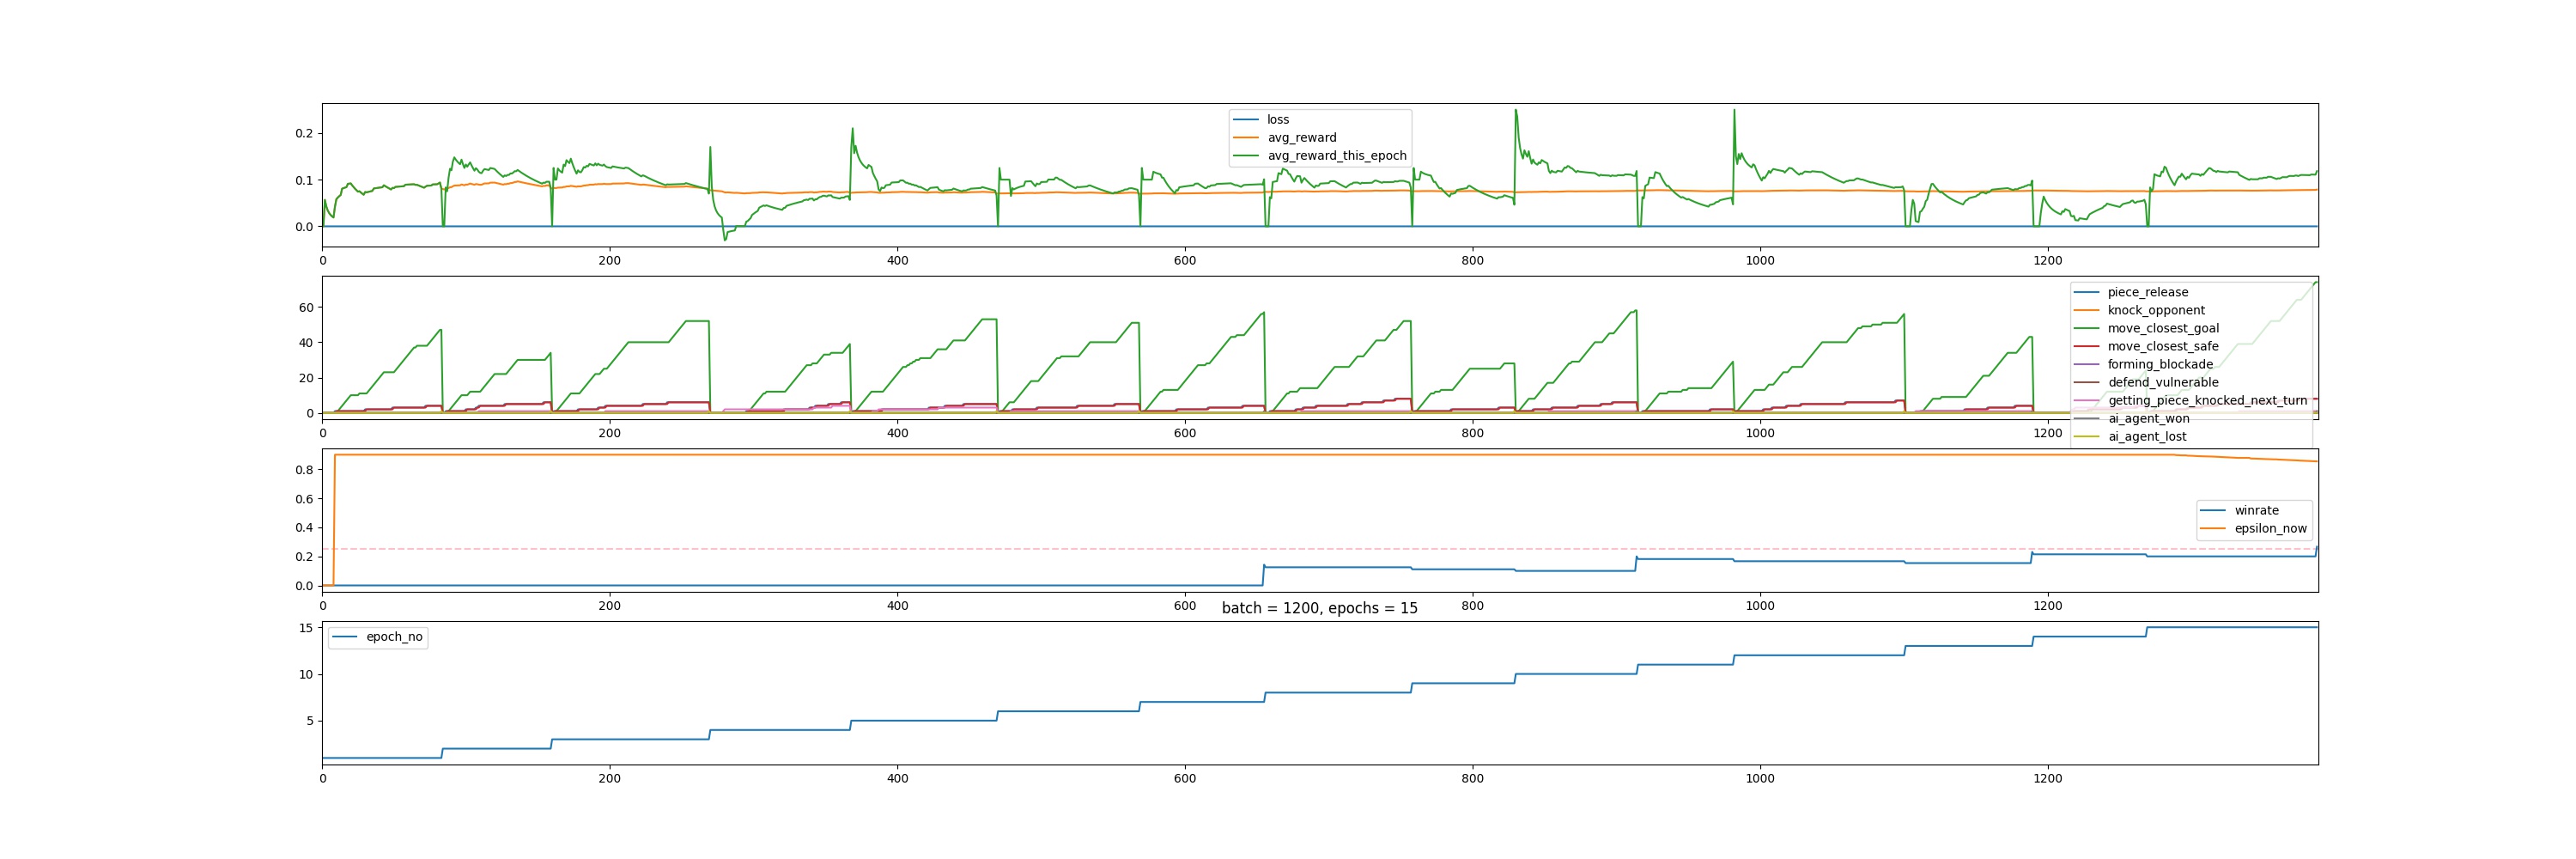 loss
avg_reward
avg_reward_this_epoch
0.2
0.1
0.0
0 200 400 600 800 1000 1200
piece_release
knock_opponent
move_closest_goal
move_closest_safe
forming_blockade
defend_vulnerable
getting_piece_knocked_next_turn
ai_agent_won
ai_agent_lost
60
40
20
0
0 200 400 600 800 1000 1200
winrate
epsilon_now
0.8
0.6
0.4
0.2
0.0
0 200 400 600 800 1000 1200
batch = 1200, epochs = 15
epoch_no
15
10
5
0 200 400 600 800 1000 1200